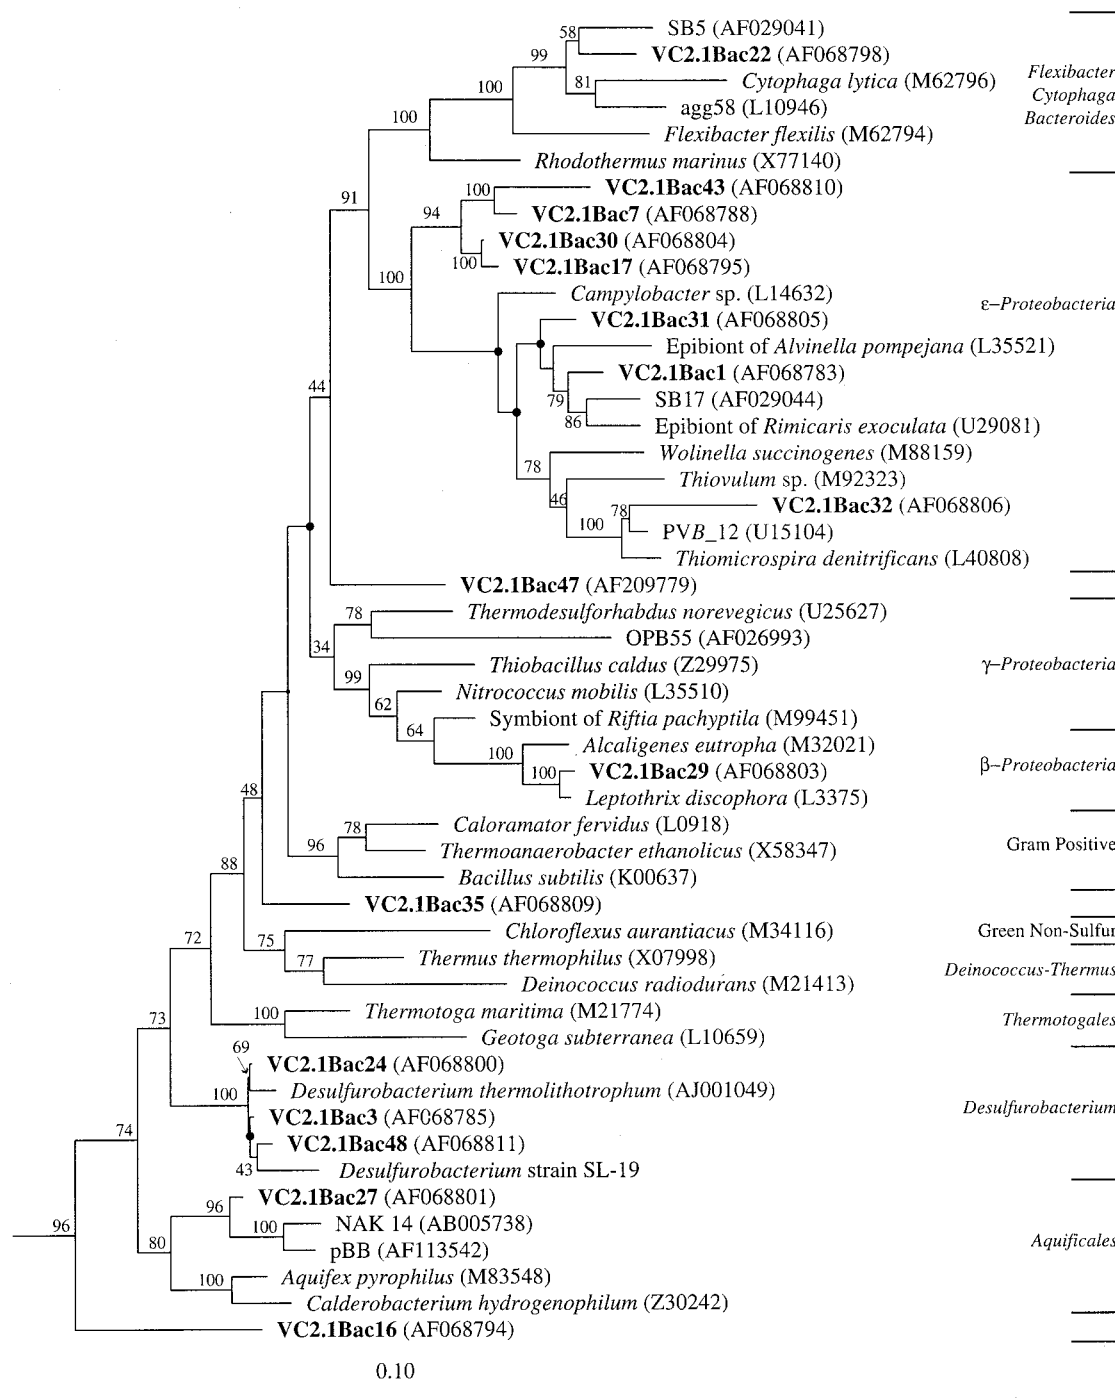 SB5 (AF029041)
58
VC2.1Bac22 (AF068798)
99
Flexibacter
Cytophaga lytica (M62796)
81
100
Cytophaga
agg58 (L10946)
100
Bacteroides
Flexibacter flexilis (M62794)
Rhodothermus marinus (X77140)
VC2.1Bac43 (AF068810)
100
91
94
VC2.1Bac7 (AF068788)
VC2.1Bac30 (AF068804)
100
VC2.1Bac17 (AF068795)
100
Campylobacter sp. (L14632)
ε–Proteobacteria
VC2.1Bac31 (AF068805)
Epibiont of Alvinella pompejana (L35521)
VC2.1Bac1 (AF068783)
44
79
SB17 (AF029044)
86
Epibiont of Rimicaris exoculata (U29081)
Wolinella succinogenes (M88159)
78
Thiovulum sp. (M92323)
46
VC2.1Bac32 (AF068806)
78
100
PVB_12 (U15104)
Thiomicrospira denitrificans (L40808)
VC2.1Bac47 (AF209779)
Thermodesulforhabdus norevegicus (U25627)
78
OPB55 (AF026993)
34
Thiobacillus caldus (Z29975)
γ–Proteobacteria
99
Nitrococcus mobilis (L35510)
62
Symbiont of Riftia pachyptila (M99451)
64
Alcaligenes eutropha (M32021)
100
β–Proteobacteria
VC2.1Bac29 (AF068803)
100
Leptothrix discophora (L3375)
48
Caloramator fervidus (L0918)
78
96
Thermoanaerobacter ethanolicus (X58347)
Gram Positive
Bacillus subtilis (K00637)
88
VC2.1Bac35 (AF068809)
Chloroflexus aurantiacus (M34116)
Green Non-Sulfur
75
72
Thermus thermophilus (X07998)
77
Deinococcus-Thermus
Deinococcus radiodurans (M21413)
Thermotoga maritima (M21774)
100
73
Thermotogales
Geotoga subterranea (L10659)
69
VC2.1Bac24 (AF068800)
Desulfurobacterium thermolithotrophum (AJ001049)
100
Desulfurobacterium
VC2.1Bac3 (AF068785)
74
VC2.1Bac48 (AF068811)
43
Desulfurobacterium strain SL-19
VC2.1Bac27 (AF068801)
96
NAK 14 (AB005738)
100
96
80
pBB (AF113542)
Aquificales
Aquifex pyrophilus (M83548)
100
Calderobacterium hydrogenophilum (Z30242)
VC2.1Bac16 (AF068794)
0.10